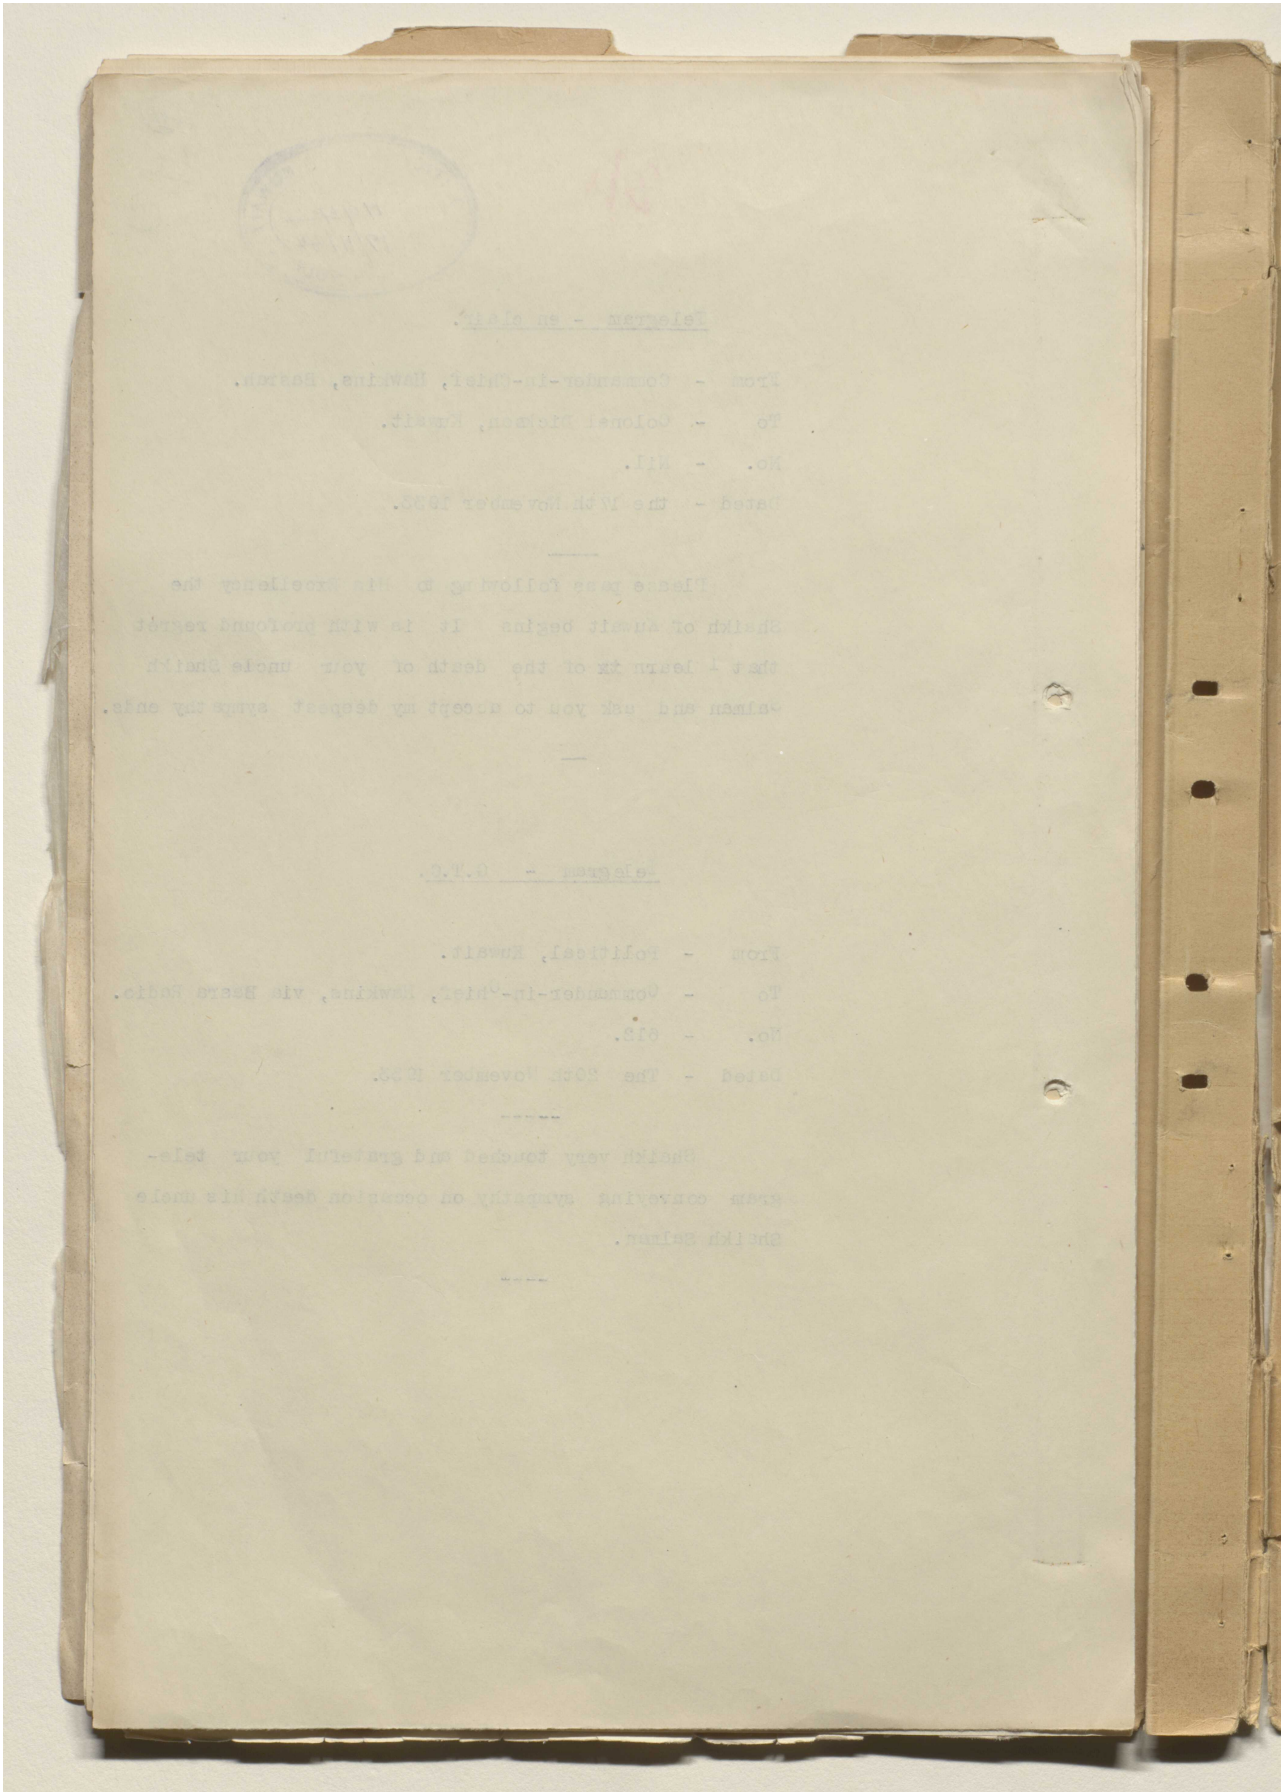 Telegram - en clair.
From - Commander-in-Chief, Hawkins, Basrah.
To - Colonel Dickson, Kuwait.
No. - Nil.
Dated - the 17th November 1932.
Please pass following to His Excellency the
Shaikh of Kuwait begins It is with profound regret
that I learn of the death of your uncle Shaikh
Salman and ask you to accept my deepest sympathy ends.
Telegram - G.T.C.
From - Political, Kuwait.
To - Commander-in-Chief, Hawkins, via Basra Radio.
No. - 612.
Dated - The 20th November 1932.
Shaikh very touched and grateful your tele-
gram conveying sympathy on occasion death his uncle
Shaikh Salman.